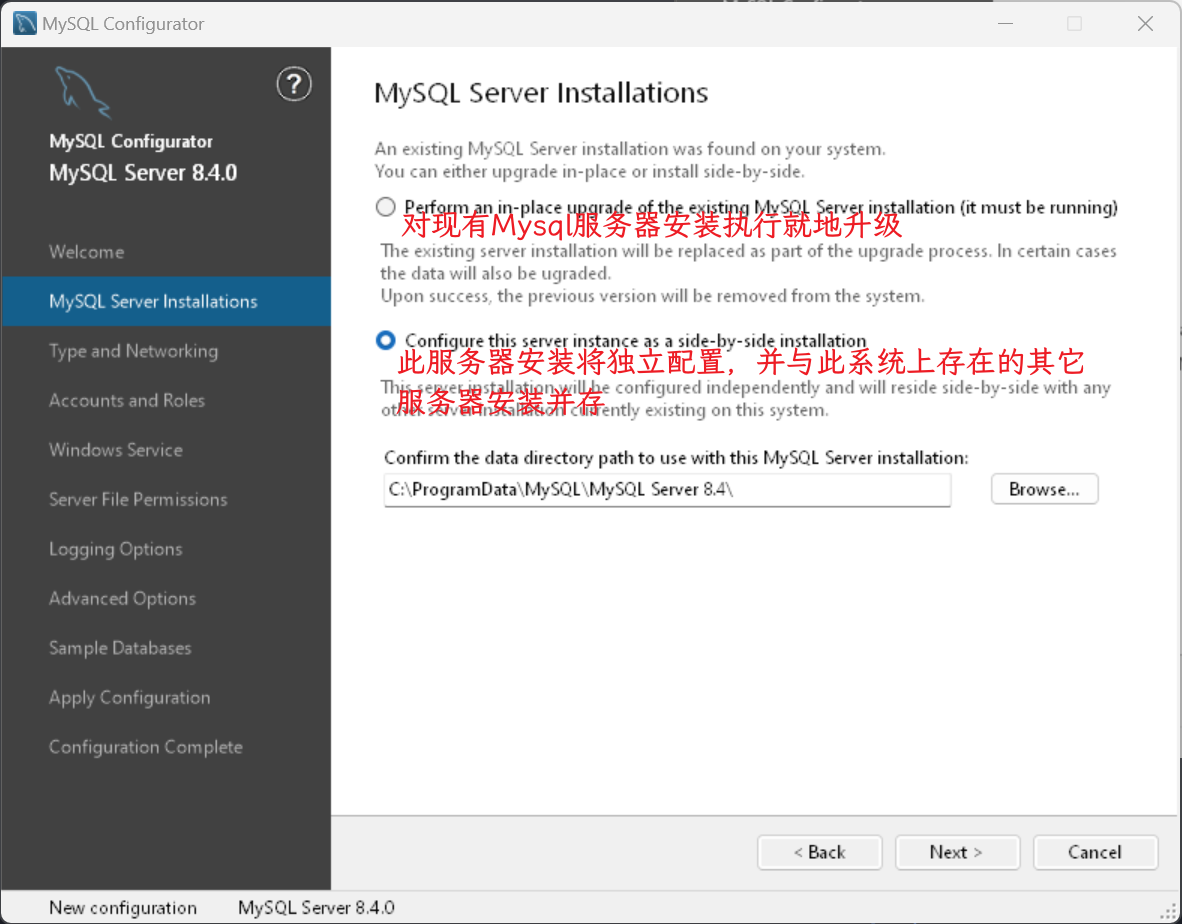 MySQL Configurator
?
MySQL Configurator
MySQL Server 8.4.0
Welcome
MySQL Server Installations
Type and Networking
Accounts and Roles
Windows Service
Server File Permissions
Logging Options
Advanced Options
Sample Databases
Apply Configuration
Configuration Complete
MySQL Server Installations
An existing MySQL Server installation was found on your system.
You can either upgrade in-place or install side-by-side.
Perform an in-place upgrade of the existing MySQL Server installation (it must be running)
对现有Mysql服务器安装执行就地升级
The existing server installation will be replaced as part of the upgrade process. In certain cases
the data will also be ugraded.
Upon success, the previous version will be removed from the system.
Configure this server instance as a side-by-side installation
此服务器安装将独立配置，并与此系统上存在的其它
This server installation will be configured independently and will reside side-by-side with any
服务器安装并存
other server installation currently existing on this system.
Confirm the data directory path to use with this MySQL Server installation:
C:\ProgramData\MySQL\MySQL Server 8.4\
Browse...
< Back
Next >
Cancel
New configuration
MySQL Server 8.4.0